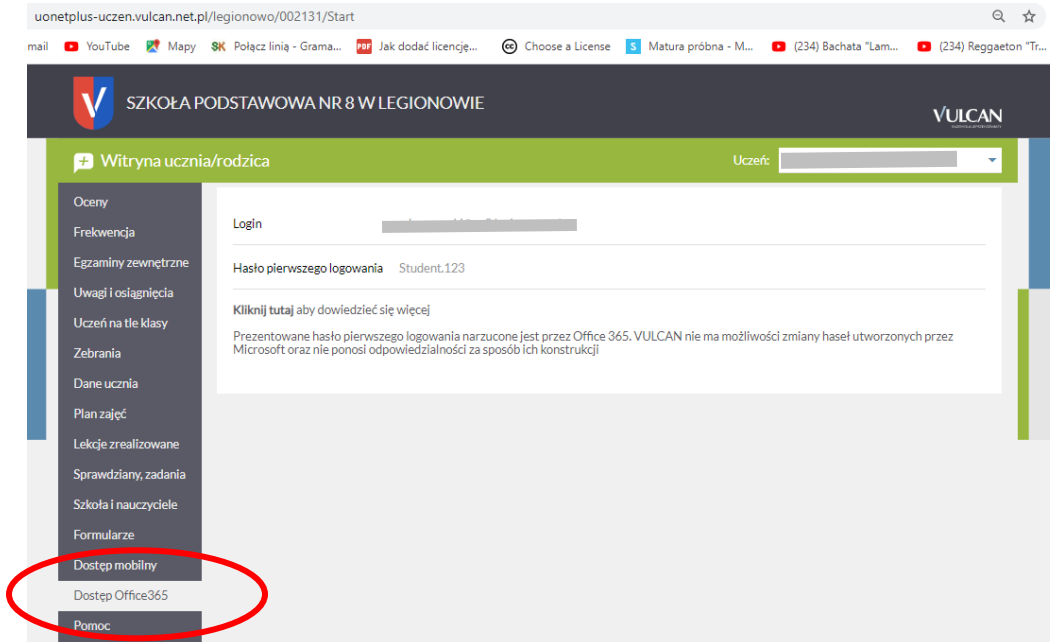 uonetplus-uczen.vulcan.net.pl/legionowo/002131/Start
mail YouTube Mapy SK Połącz linią - Grama... PDF Jak dodać licencję... cc Choose a License S Matura próbna - M... (234) Bachata "Lam... (234) Reggaeton "Tr...
SZKOŁA PODSTAWOWA NR 8 W LEGIONOWIE
VULCAN
Witryna ucznia/rodzica
Uczeń:
Oceny
Frekwencja
Egzaminy zewnętrzne
Uwagi i osiągnięcia
Uczeń na tle klasy
Zebrania
Dane ucznia
Plan zajęć
Lekcje zrealizowane
Sprawdziany, zadania
Szkoła i nauczyciele
Formularze
Dostęp mobilny
Dostęp Office365
Pomoc
Login
Hasło pierwszego logowania Student.123
Kliknij tutaj aby dowiedzieć się więcej
Prezentowane hasło pierwszego logowania narzucone jest przez Office 365. VULCAN nie ma możliwości zmiany haseł utworzonych przez
Microsoft oraz nie ponosi odpowiedzialności za sposób ich konstrukcji